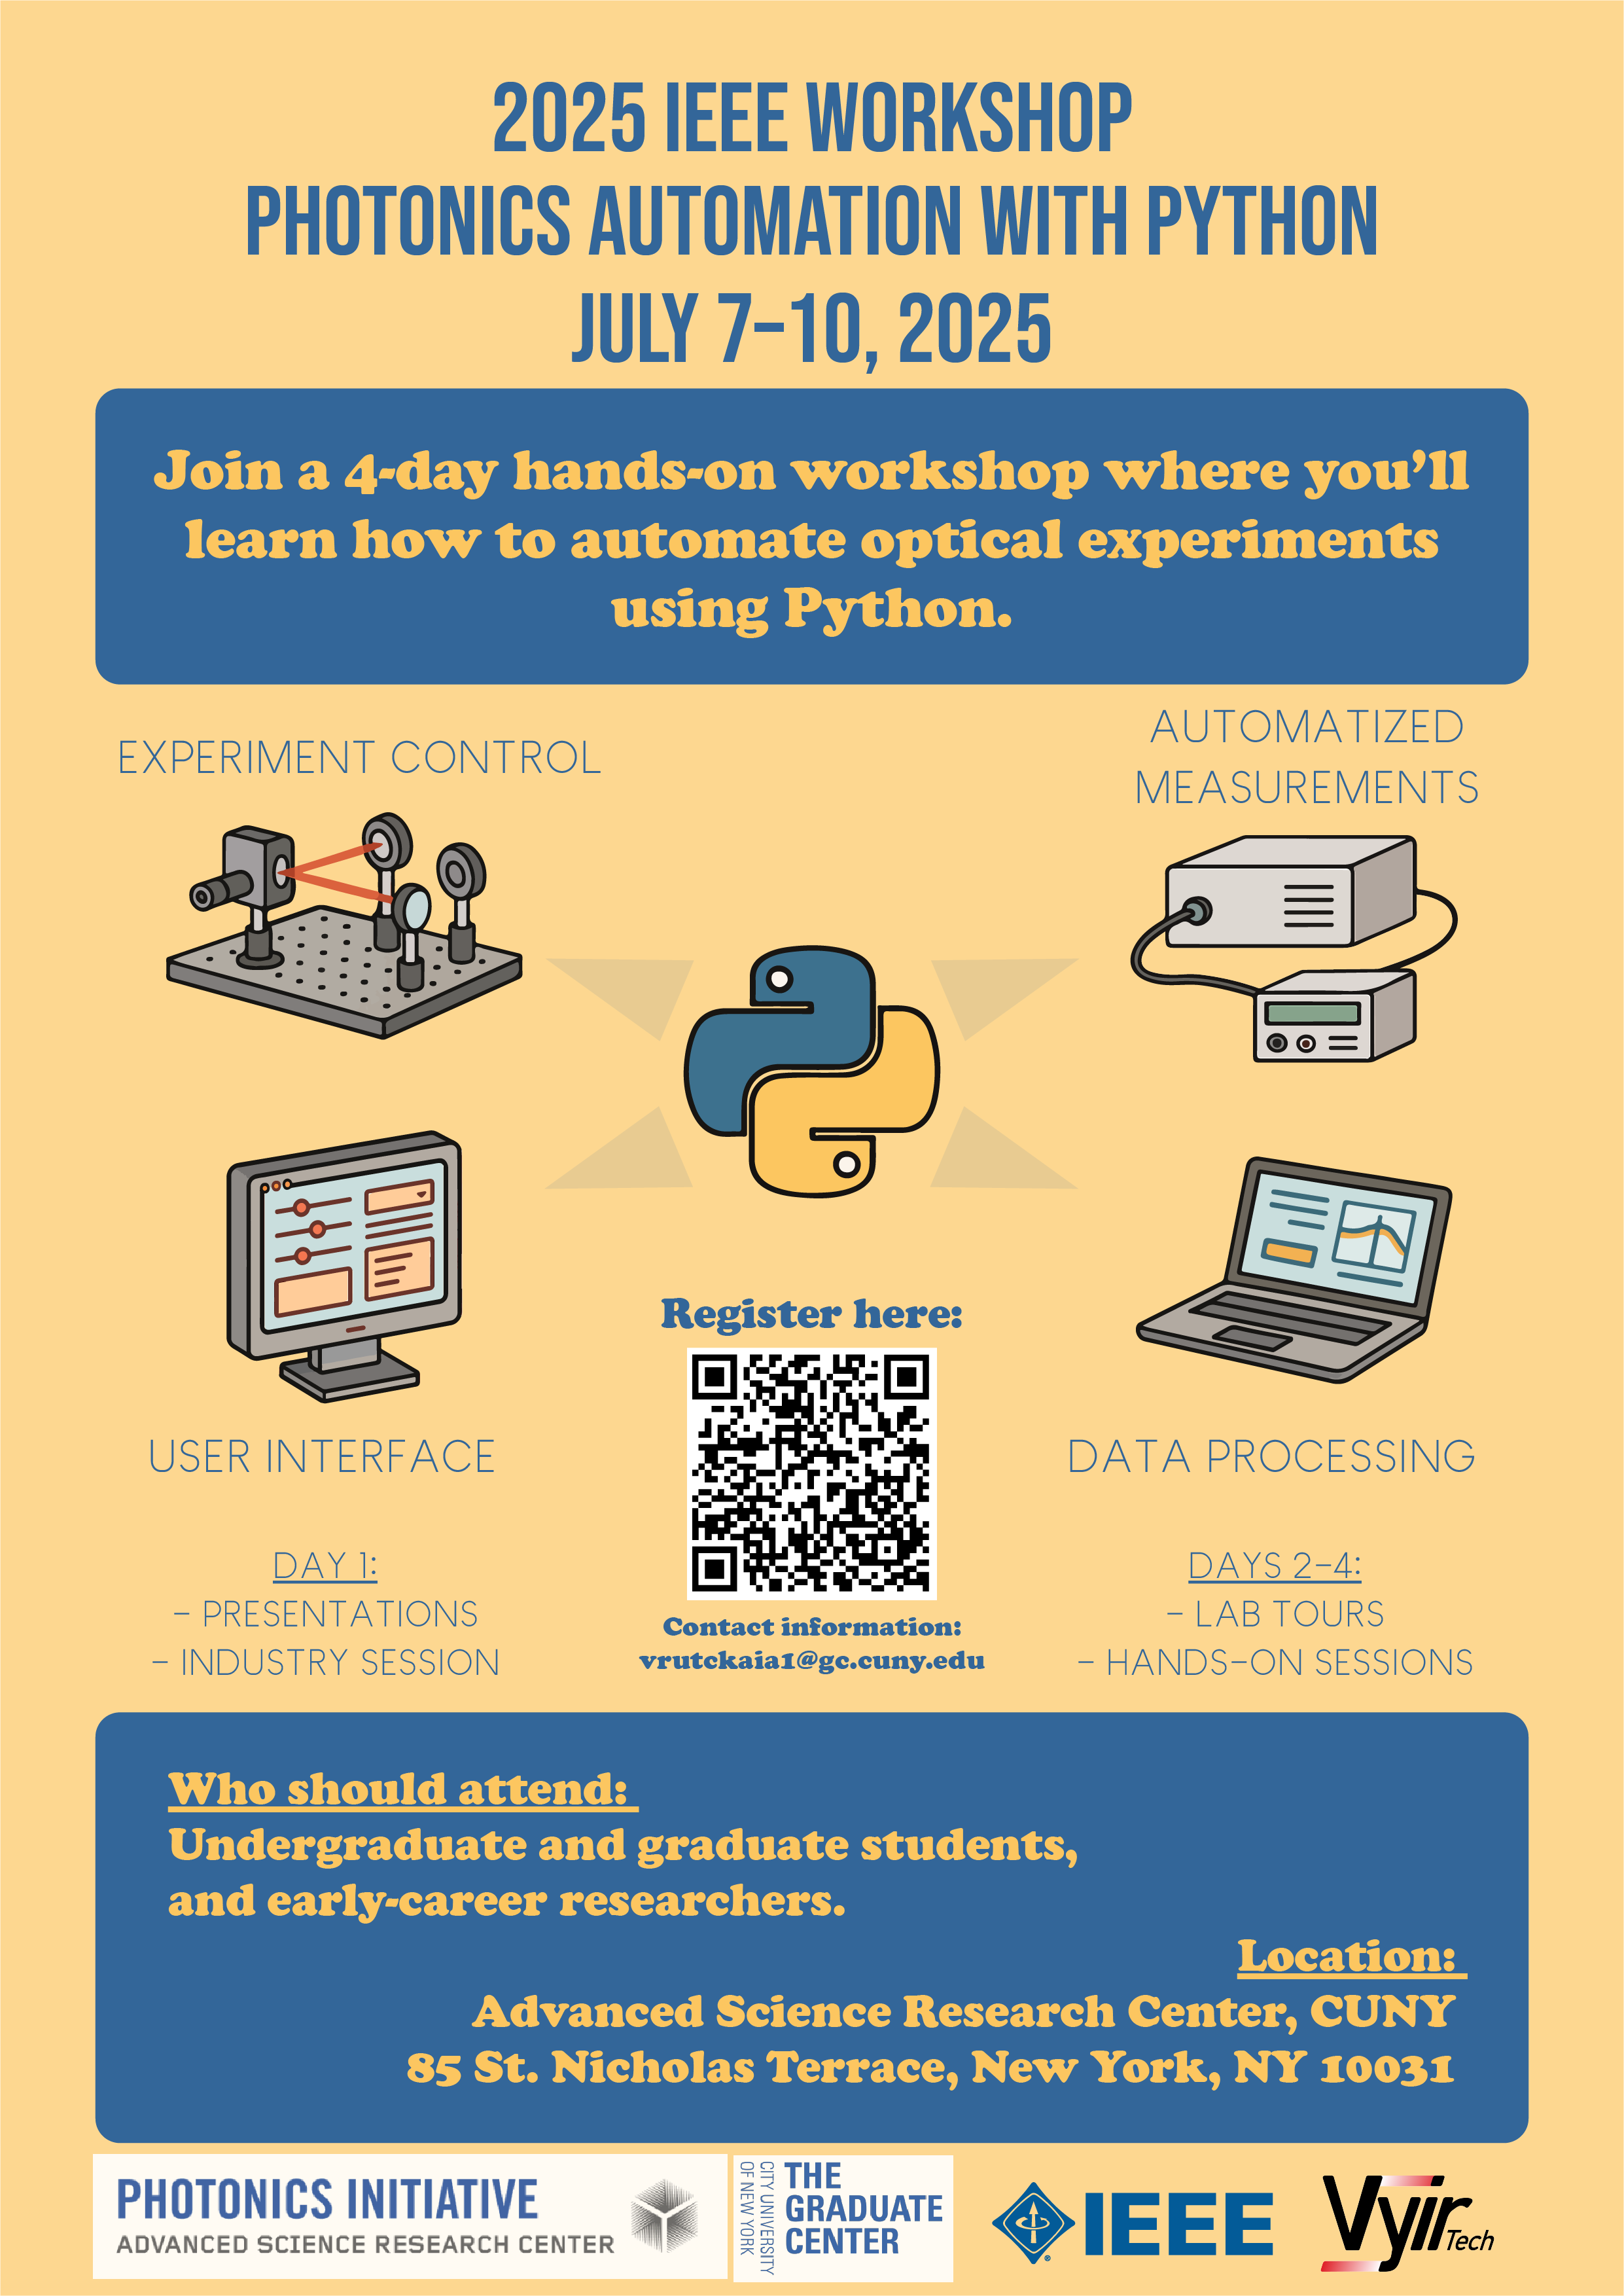 2025 IEEE WORKSHOP
PHOTONICS AUTOMATION WITH PYTHON
JULY 7–10, 2025
Join a 4-day hands-on workshop where you’ll
learn how to automate optical experiments
using Python.
EXPERIMENT CONTROL
AUTOMATIZED
MEASUREMENTS
USER INTERFACE
DATA PROCESSING
Register here:
Contact information:
vrutckaia1@gc.cuny.edu
DAY 1:
– PRESENTATIONS
– INDUSTRY SESSION
DAYS 2–4:
– LAB TOURS
– HANDS–ON SESSIONS
Who should attend:
Undergraduate and graduate students,
and early-career researchers.
Location:
Advanced Science Research Center, CUNY
85 St. Nicholas Terrace, New York, NY 10031
PHOTONICS INITIATIVE
ADVANCED SCIENCE RESEARCH CENTER
CITY UNIVERSITY
OF NEW YORK
THE
GRADUATE
CENTER
IEEE
Vyir Tech